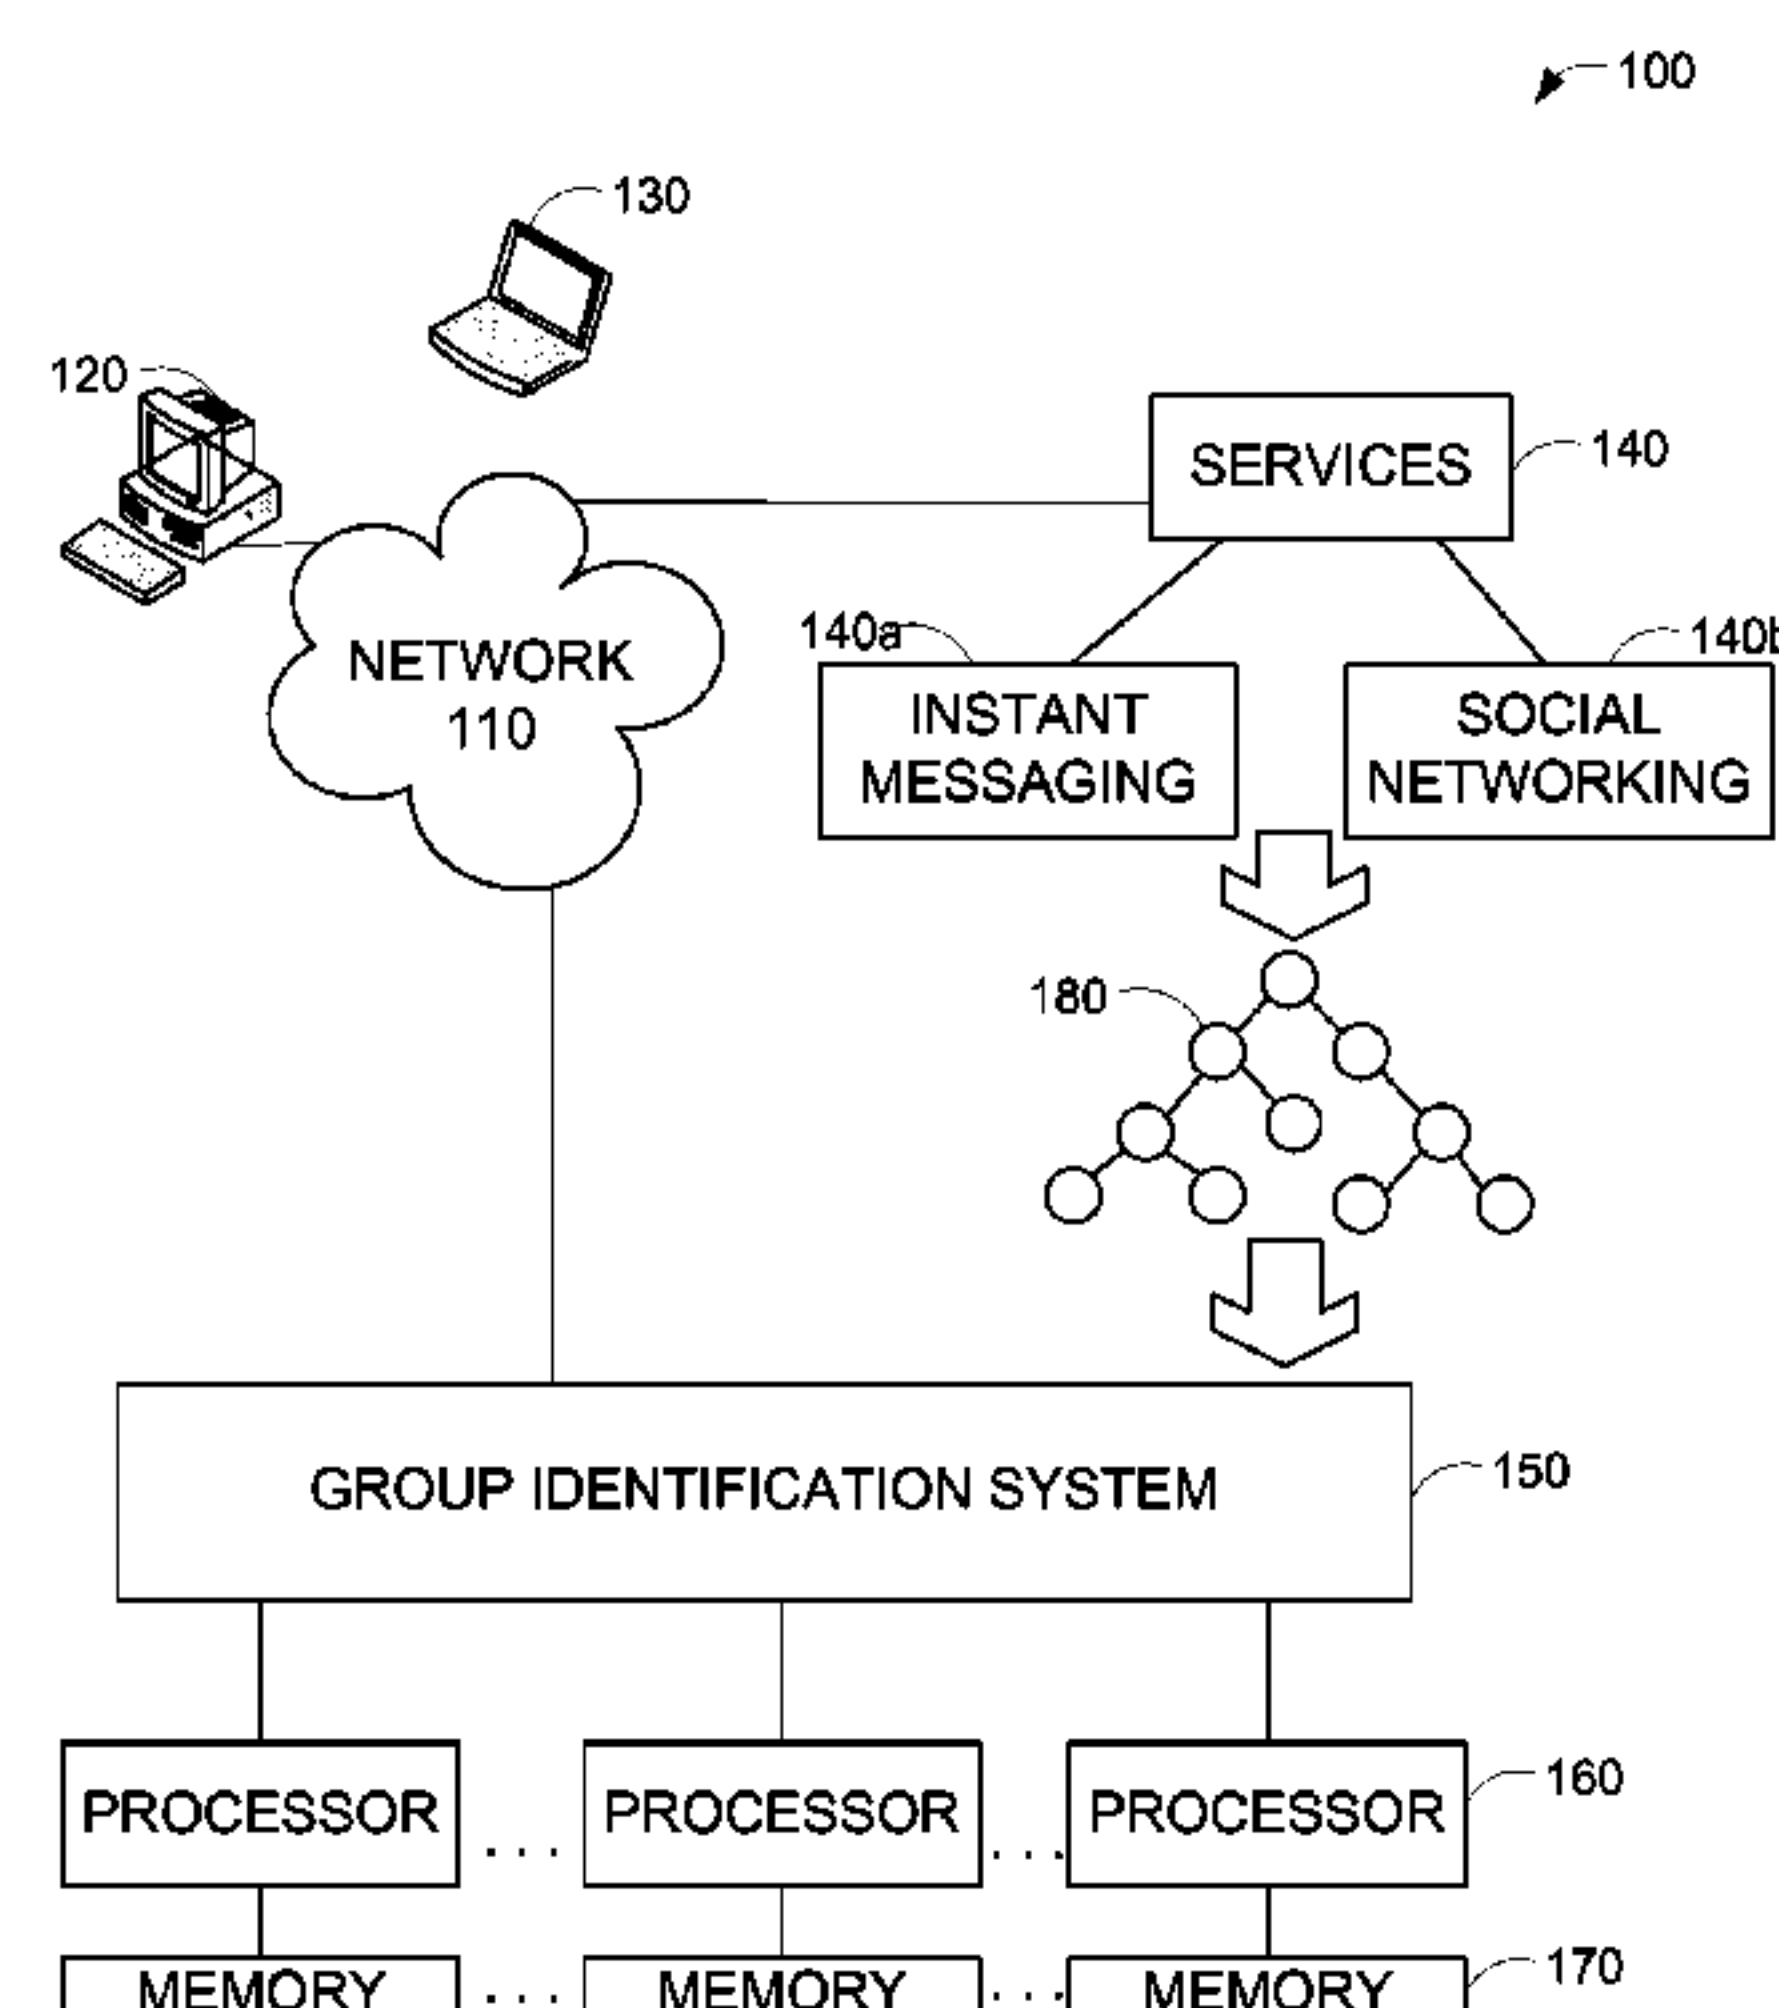 100
130
120
SERVICES
140
140a
140b
NETWORK
110
INSTANT
MESSAGING
SOCIAL
NETWORKING
180
GROUP IDENTIFICATION SYSTEM
150
PROCESSOR
...
PROCESSOR
...
PROCESSOR
160
MEMORY
...
MEMORY
...
MEMORY
170